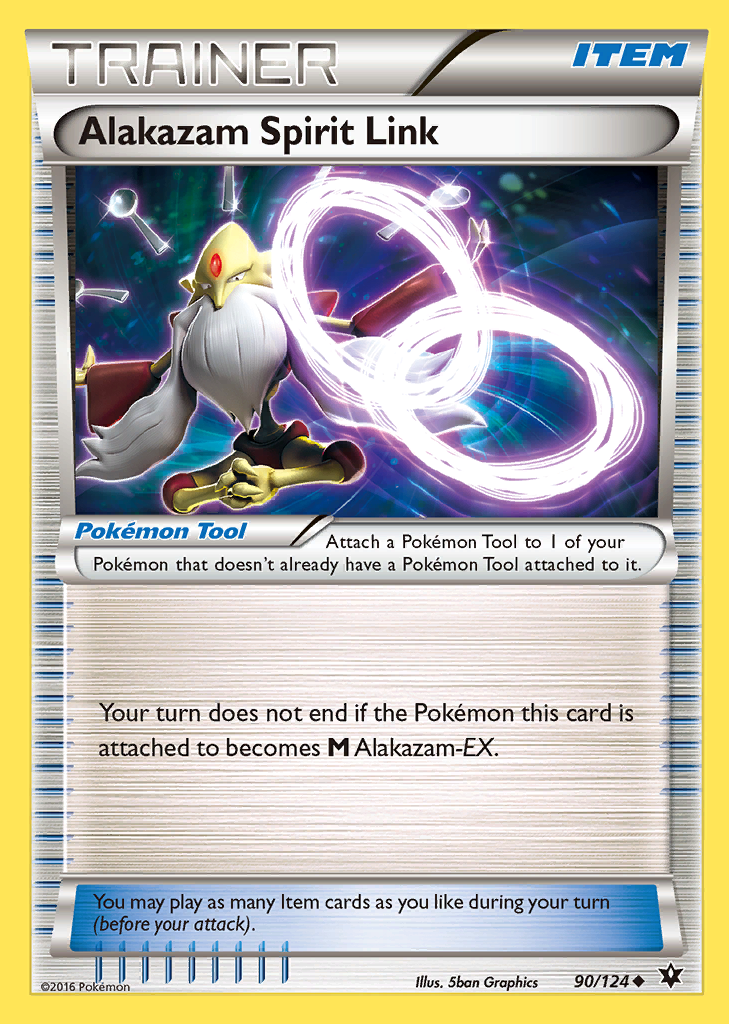 TRAINER
ITEM
Alakazam Spirit Link
Pokémon Tool
Attach a Pokémon Tool to 1 of your
Pokémon that doesn't already have a Pokémon Tool attached to it.
Your turn does not end if the Pokémon this card is
attached to becomes M Alakazam-EX.
You may play as many Item cards as you like during your turn
(before your attack).
©2016 Pokémon
Illus. 5ban Graphics
90/124